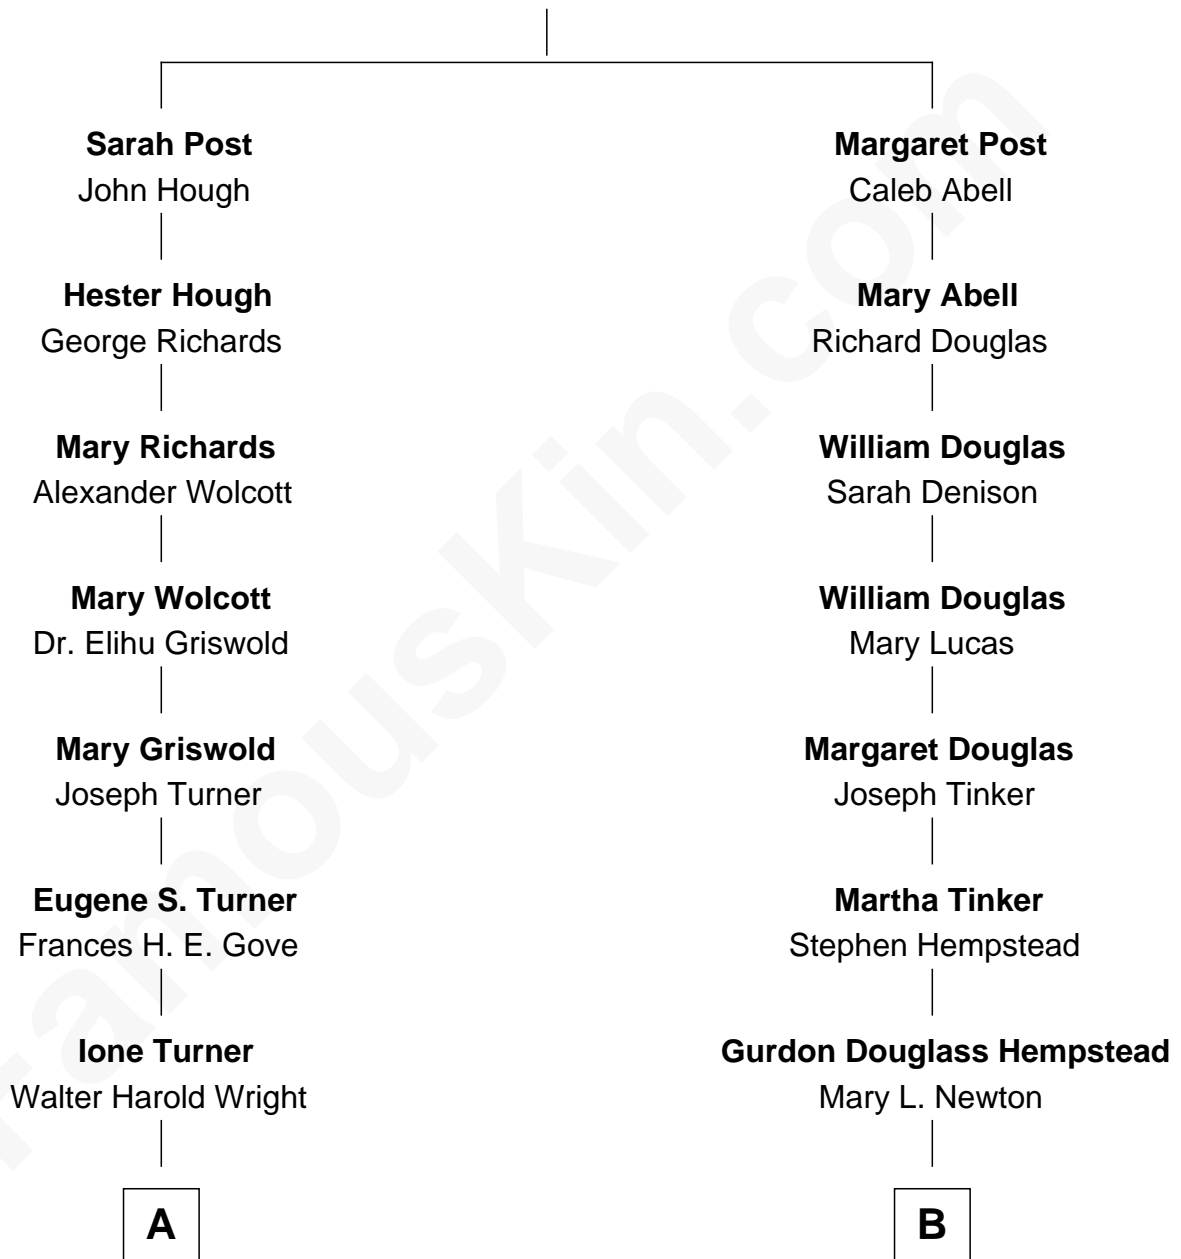 Sarah Post
John Hough
Margaret Post
Caleb Abell
Hester Hough
George Richards
Mary Abell
Richard Douglas
Mary Richards
Alexander Wolcott
William Douglas
Sarah Denison
Mary Wolcott
Dr. Elihu Griswold
William Douglas
Mary Lucas
Mary Griswold
Joseph Turner
Margaret Douglas
Joseph Tinker
Eugene S. Turner
Frances H. E. Gove
Martha Tinker
Stephen Hempstead
Ione Turner
Walter Harold Wright
Gurdon Douglass Hempstead
Mary L. Newton
A
B
FamousKin.com